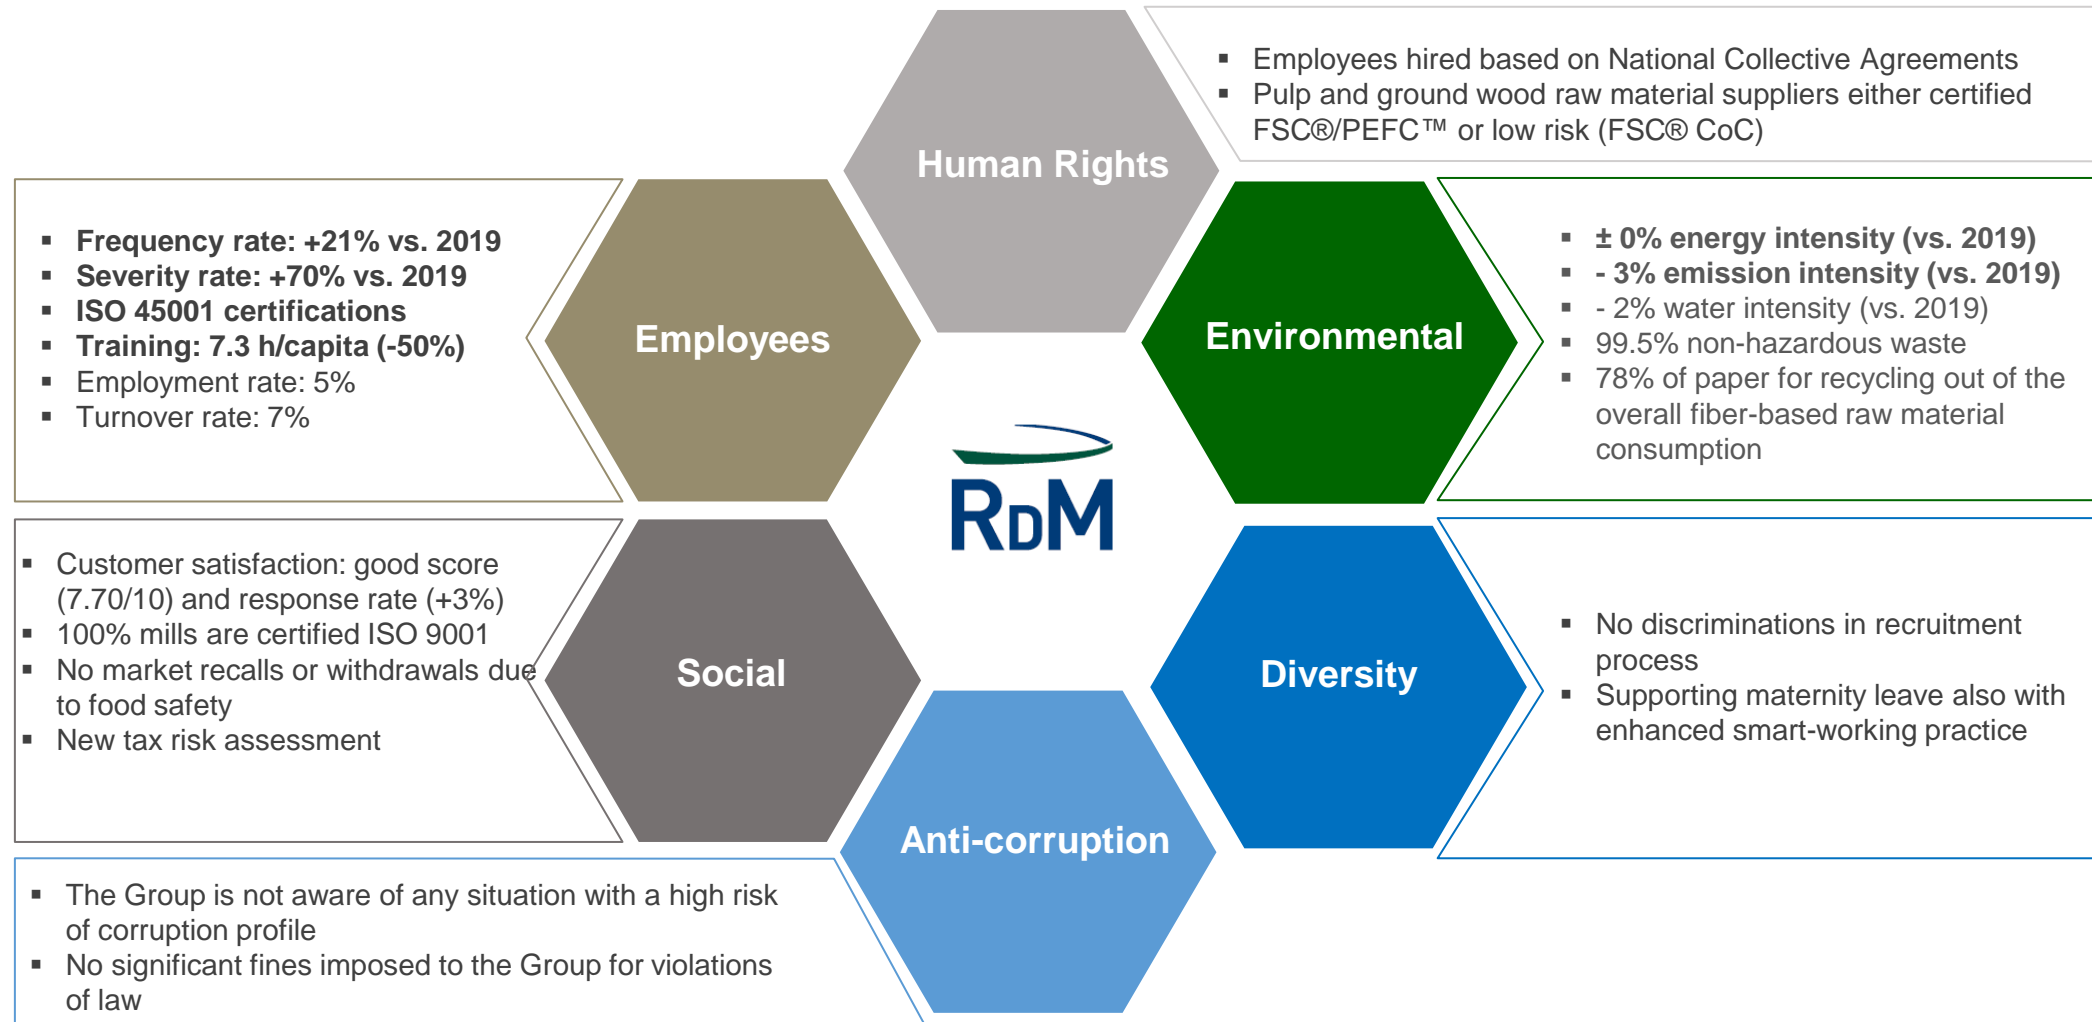 Human Rights
▪ Employees hired based on National Collective Agreements
▪ Pulp and ground wood raw material suppliers either certified
FSC®/PEFC™ or low risk (FSC® CoC)
Employees
▪ Frequency rate: +21% vs. 2019
▪ Severity rate: +70% vs. 2019
▪ ISO 45001 certifications
▪ Training: 7.3 h/capita (-50%)
▪ Employment rate: 5%
▪ Turnover rate: 7%
Environmental
▪ ± 0% energy intensity (vs. 2019)
▪ - 3% emission intensity (vs. 2019)
▪ - 2% water intensity (vs. 2019)
▪ 99.5% non-hazardous waste
▪ 78% of paper for recycling out of the
overall fiber-based raw material
consumption
RDM
▪ Customer satisfaction: good score
(7.70/10) and response rate (+3%)
▪ 100% mills are certified ISO 9001
▪ No market recalls or withdrawals due
to food safety
▪ New tax risk assessment
Social
Diversity
▪ No discriminations in recruitment
process
▪ Supporting maternity leave also with
enhanced smart-working practice
Anti-corruption
▪ The Group is not aware of any situation with a high risk
of corruption profile
▪ No significant fines imposed to the Group for violations
of law